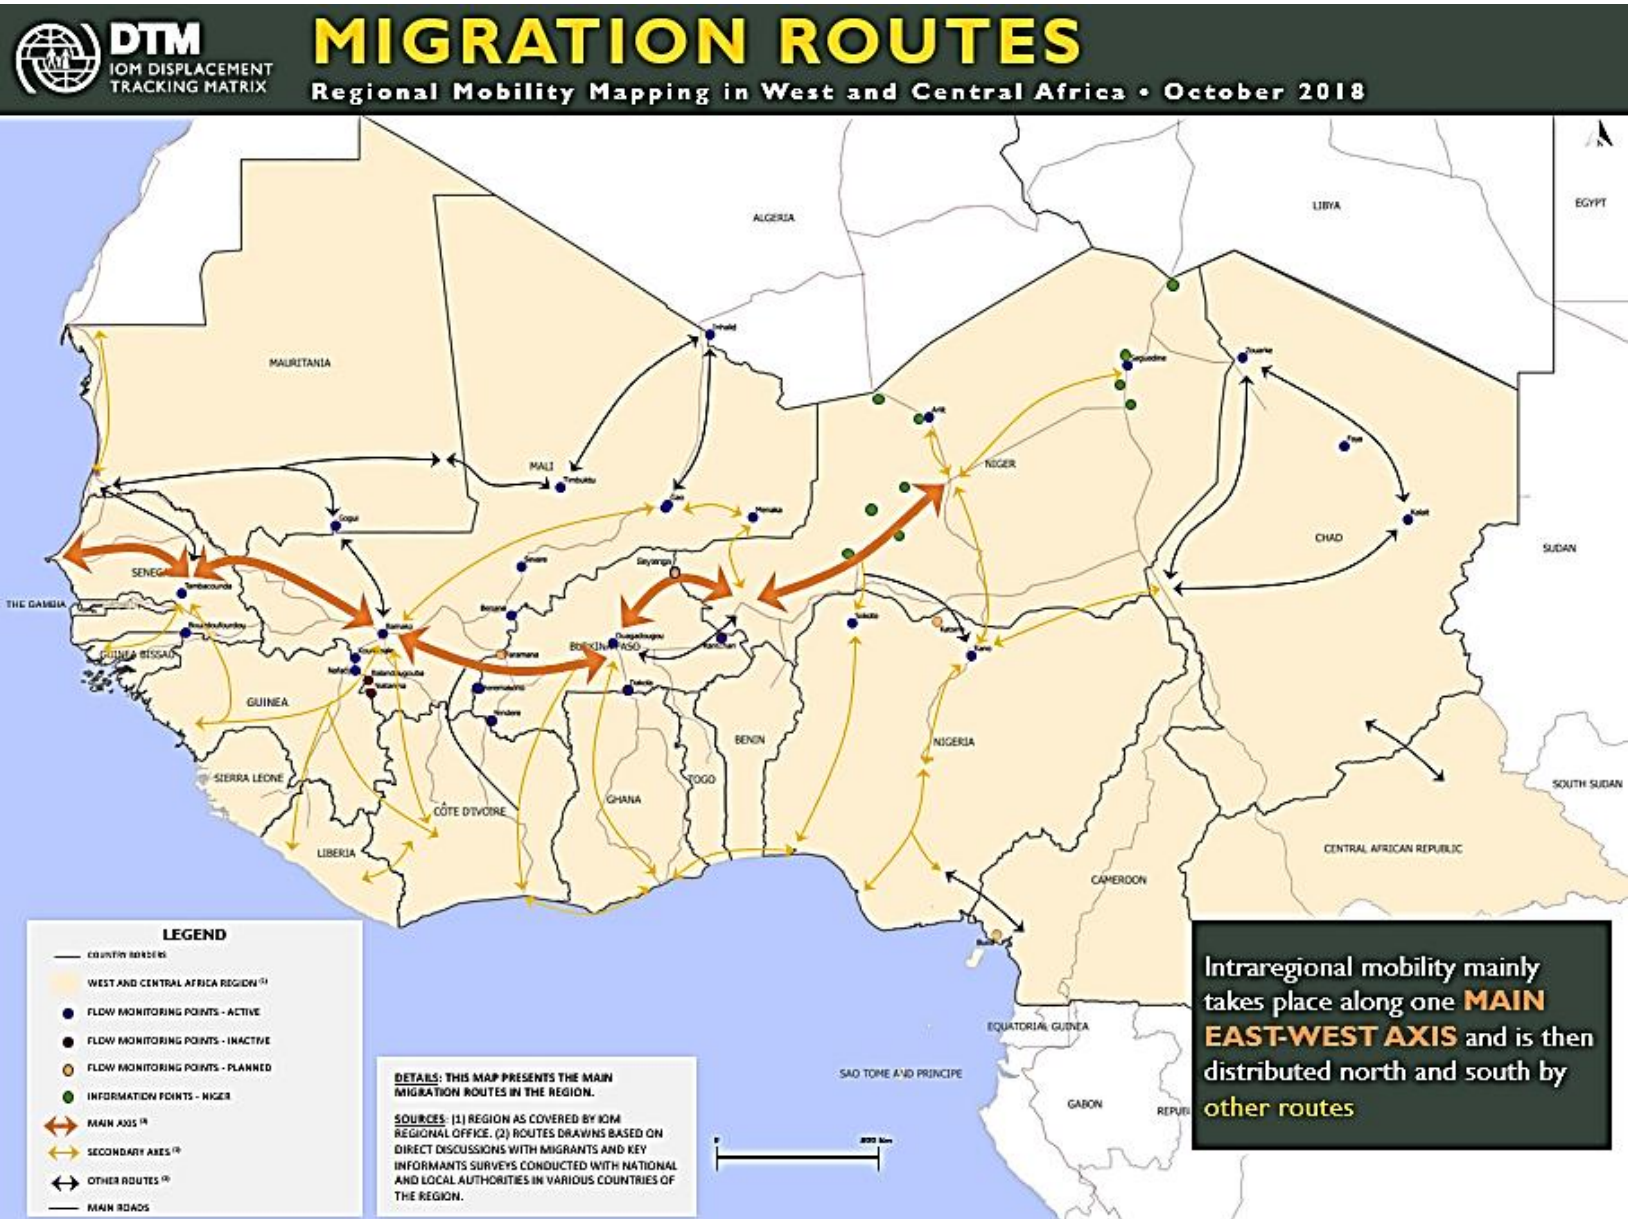 DTM
IOM DISPLACEMENT
TRACKING MATRIX
MIGRATION ROUTES
Regional Mobility Mapping in West and Central Africa • October 2018
ALGERIA
LIBYA
EGYPT
MAURITANIA
MALI
NIGER
CHAD
SUDAN
Zouarke
Arlit
Faya
Kalait
Timbuktu
Gao
Menaka
Gogui
Tambacounda
THE GAMBIA
Bamako
Ouagadougou
Kano
GUINEA BISSAU
GUINEA
SIERRA LEONE
LIBERIA
CÔTE D'IVOIRE
GHANA
TOGO
BENIN
NIGERIA
CAMEROON
CENTRAL AFRICAN REPUBLIC
SOUTH SUDAN
EQUATORIAL GUINEA
SAO TOME AND PRINCIPE
GABON
LEGEND
COUNTRY BORDERS
WEST AND CENTRAL AFRICA REGION (1)
FLOW MONITORING POINTS - ACTIVE
FLOW MONITORING POINTS - INACTIVE
FLOW MONITORING POINTS - PLANNED
INFORMATION POINTS - NIGER
MAIN AXIS
SECONDARY AXES
OTHER ROUTES
MAIN ROADS
DETAILS: THIS MAP PRESENTS THE MAIN
MIGRATION ROUTES IN THE REGION.
SOURCES: (1) REGION AS COVERED BY IOM
REGIONAL OFFICE. (2) ROUTES DRAWNS BASED ON
DIRECT DISCUSSIONS WITH MIGRANTS AND KEY
INFORMANTS SURVEYS CONDUCTED WITH NATIONAL
AND LOCAL AUTHORITIES IN VARIOUS COUNTRIES OF
THE REGION.
Intraregional mobility mainly
takes place along one MAIN
EAST-WEST AXIS and is then
distributed north and south by
other routes